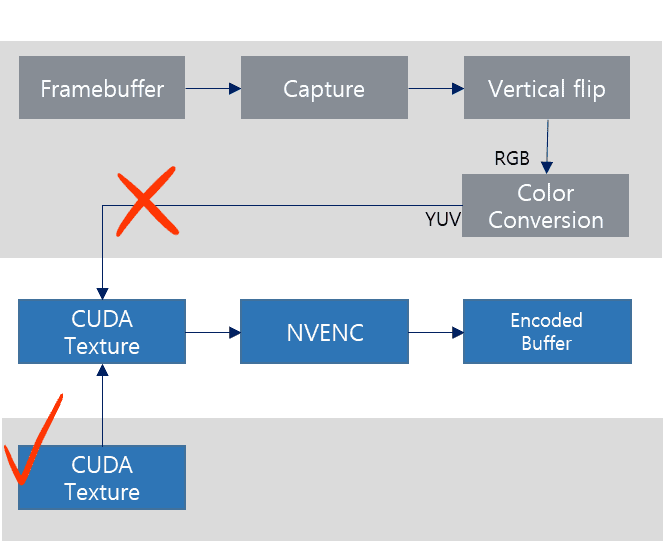 Framebuffer
Capture
Vertical flip
RGB
Color
Conversion
YUV
CUDA
Texture
NVENC
Encoded
Buffer
CUDA
Texture